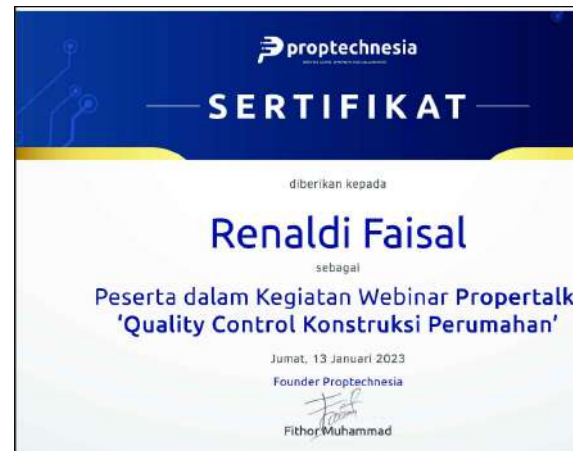 proptechnesia
SERTIFIKAT
diberikan kepada
Renaldi Faisal
sebagai
Peserta dalam Kegiatan Webinar Propertalk
'Quality Control Konstruksi Perumahan'
Jumat, 13 Januari 2023
Founder Proptechnesia
Fithor Muhammad